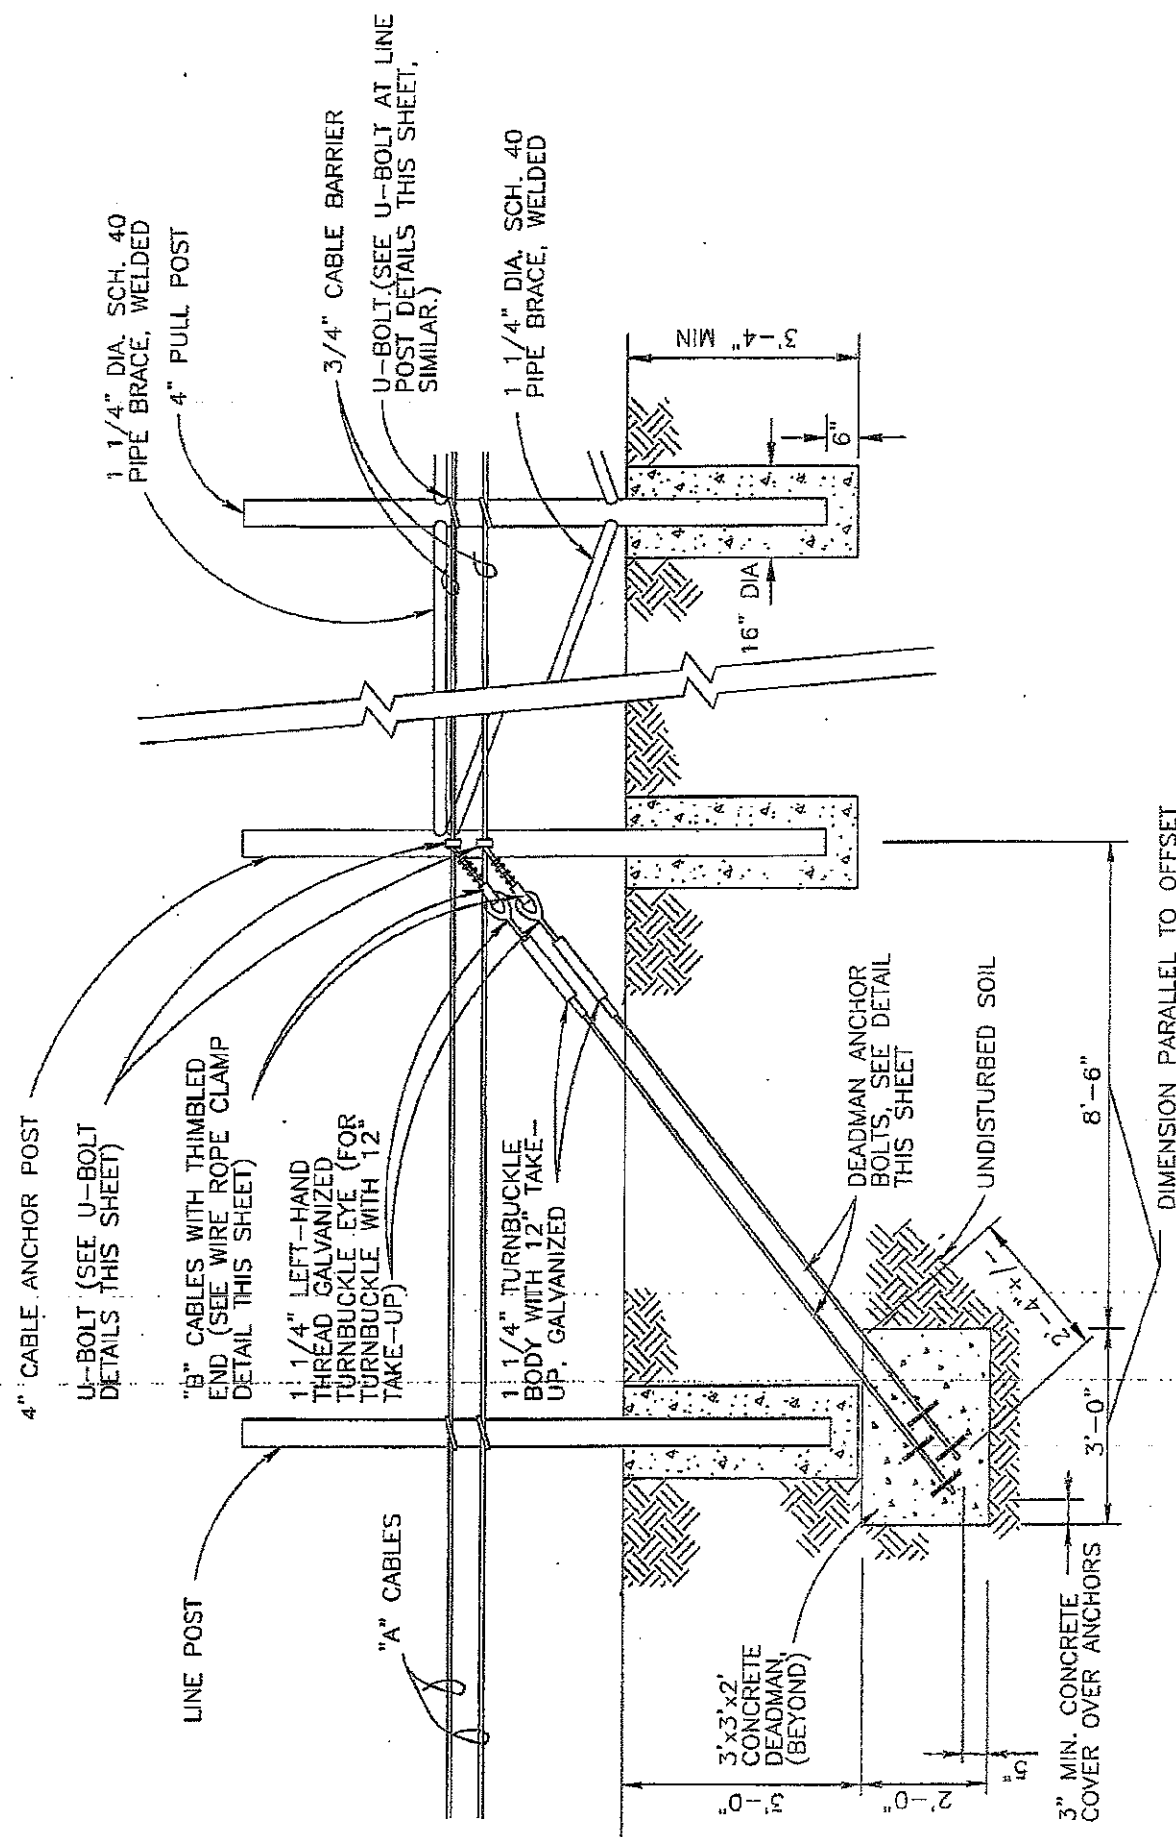 4" CABLE ANCHOR POST
U-BOLT (SEE U-BOLT
DETAILS THIS SHEET)
LINE POST
"B" CABLES WITH THIMBLED
END (SEE WIRE ROPE CLAMP
DETAIL THIS SHEET)
1 1/4" LEFT-HAND
THREAD GALVANIZED
TURNBUCKLE EYE (FOR
TURNBUCKLE WITH 12"
TAKE-UP)
"A" CABLES
1 1/4" TURNBUCKLE
BODY WITH 12" TAKE-
UP. GALVANIZED
1 1/4" DIA. SCH. 40
PIPE BRACE, WELDED
4" PULL POST
3/4" CABLE BARRIER
U-BOLT.(SEE U-BOLT AT LINE
POST DETAILS THIS SHEET,
SIMILAR.)
1 1/4" DIA. SCH. 40
PIPE BRACE, WELDED
3'-4" MIN
6"
16" DIA
3'x3'x2'
CONCRETE
DEADMAN,
(BEYOND)
DEADMAN ANCHOR
BOLTS, SEE DETAIL
THIS SHEET
UNDISTURBED SOIL
3'-0"
2'-0"
5"
2'-4"
3" MIN. CONCRETE
COVER OVER ANCHORS
3'-0"
8'-6"
DIMENSION PARALLEL TO OFFSET